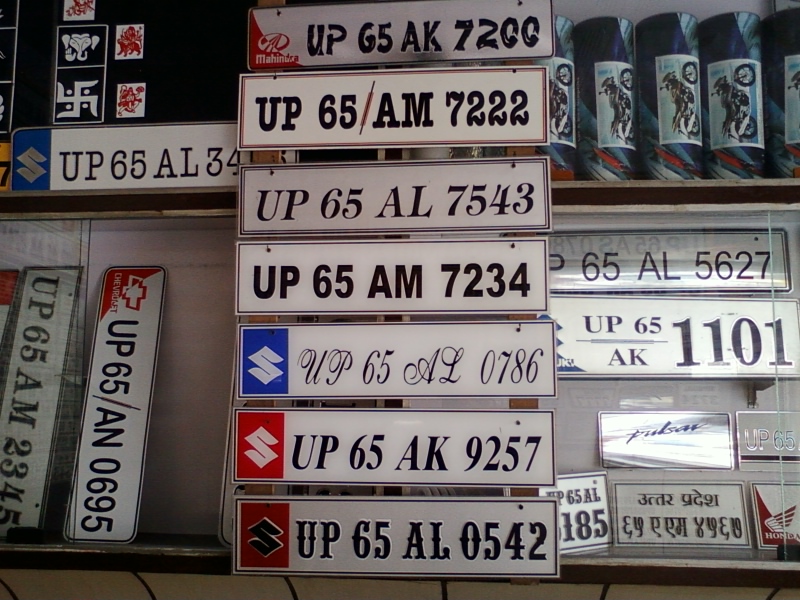 Mahindra
UP 65 AK 7200
UP 65/AM 7222
UP 65 AL 34
UP 65 AL 7543
UP 65 AM 7234
UP 65 AL 5627
UP 65
AK
1101
UP 65 AL 0786
UP 65 AK 9257
UP 65 AL 0542
UP 65 AM 2345
CHEVROLET
UP 65/AN 0695
Pulsar
UP 65
UP 65 AL
185
उत्तर प्रदेश
६५ एएम ४५६७
HONDA